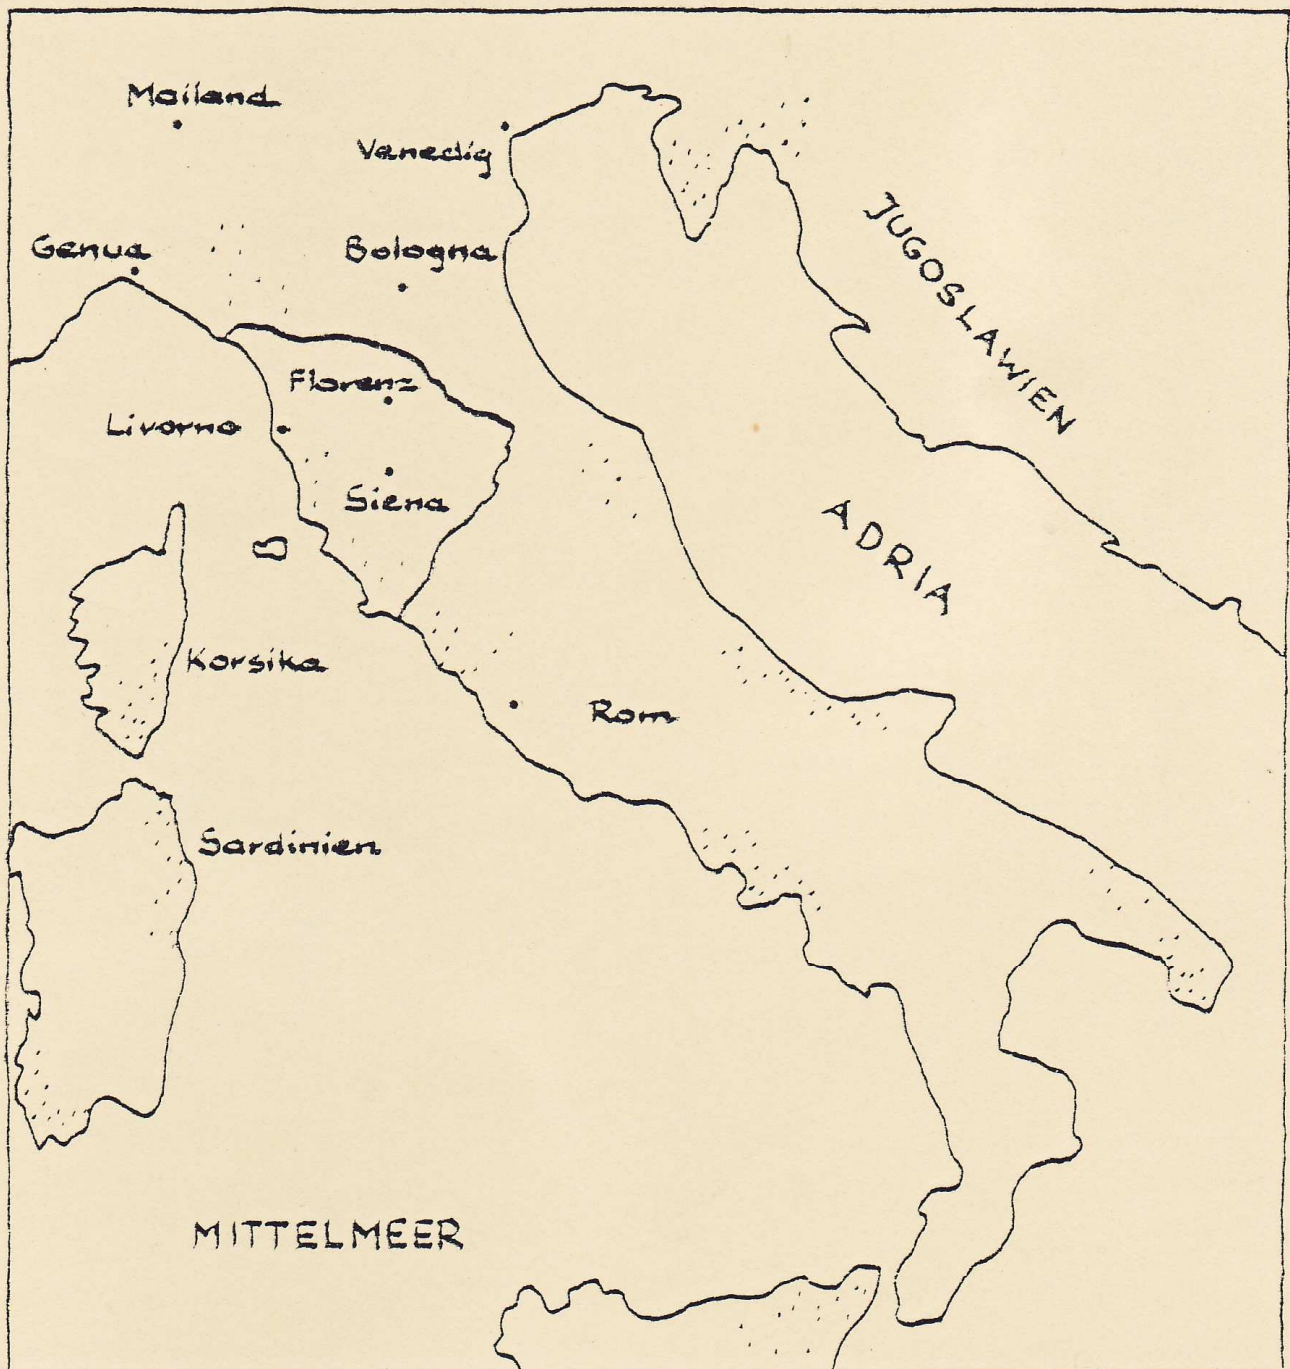 Mailand
Venedig
Genua
Bologna
JUGOSLAWIEN
Florenz
Livorno
Siena
ADRIA
Korsika
Rom
Sardinien
MITTELMEER